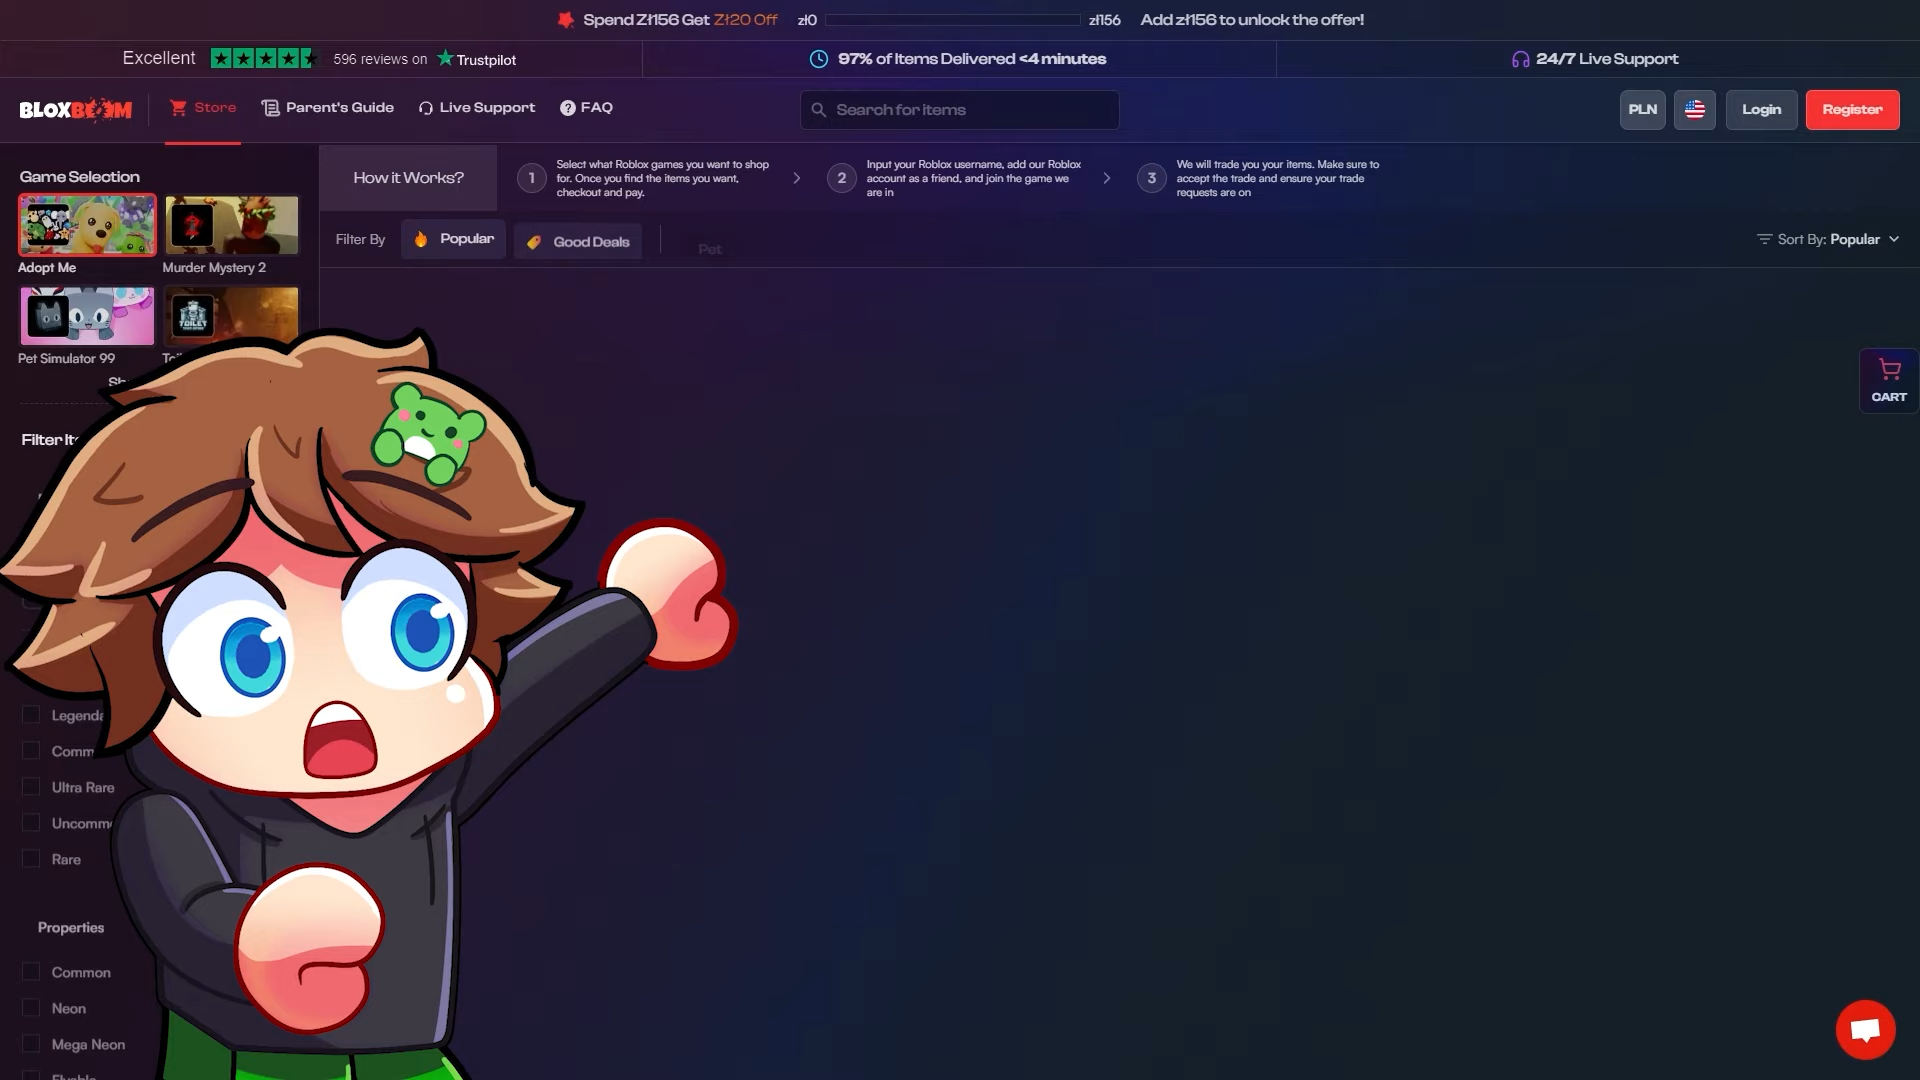 Spend Zł156 Get Zł20 Off
zł0
zł156
Add zł156 to unlock the offer!
Excellent
596 reviews on Trustpilot
97% of Items Delivered <4 minutes
24/7 Live Support
BLOXBOOM
Store
Parent's Guide
Live Support
FAQ
Search for items
PLN
Login
Register
Game Selection
Adopt Me
Murder Mystery 2
Pet Simulator 99
How it Works?
1
Select what Roblox games you want to shop
for. Once you find the items you want,
checkout and pay.
2
Input your Roblox username, add our Roblox
account as a friend, and join the game we
are in
3
We will trade you your items. Make sure to
accept the trade and ensure your trade
requests are on
Filter By
Popular
Good Deals
Pet
Sort By: Popular
CART
TOILET
Filter
Ultra Rare
Rare
Properties
Common
Neon
Mega Neon